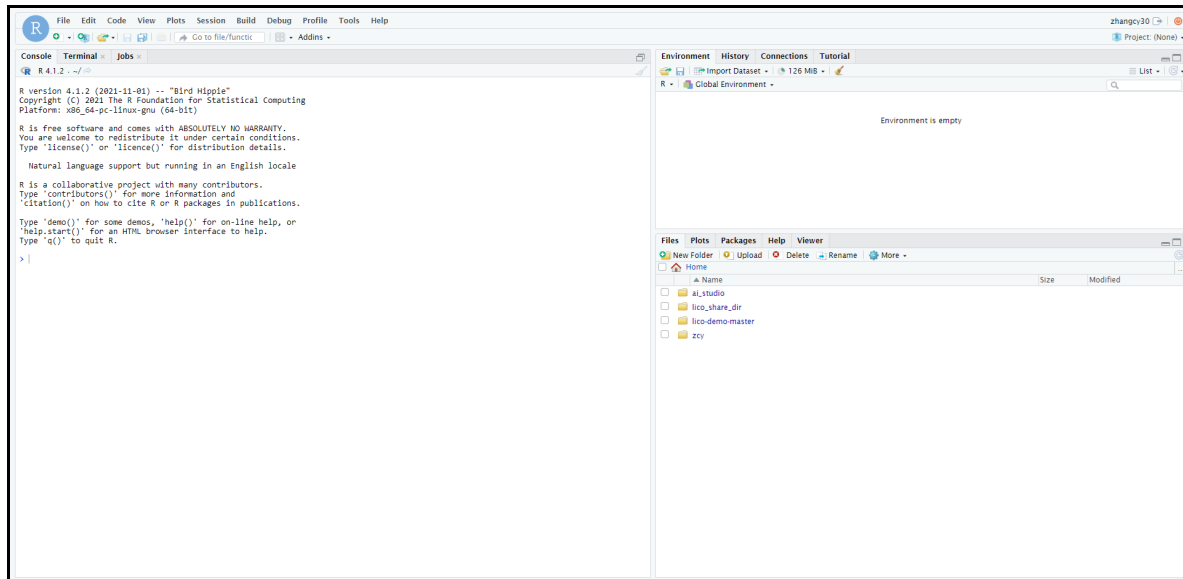 R
File Edit Code View Plots Session Build Debug Profile Tools Help
zhangcy30
Go to file/functic
Addins
Project: (None)
Console Terminal Jobs
R 4.1.2 · ~/
R version 4.1.2 (2021-11-01) -- "Bird Hippie"
Copyright (C) 2021 The R Foundation for Statistical Computing
Platform: x86_64-pc-linux-gnu (64-bit)
R is free software and comes with ABSOLUTELY NO WARRANTY.
You are welcome to redistribute it under certain conditions.
Type 'license()' or 'licence()' for distribution details.
Natural language support but running in an English locale
R is a collaborative project with many contributors.
Type 'contributors()' for more information and
'citation()' on how to cite R or R packages in publications.
Type 'demo()' for some demos, 'help()' for on-line help, or
'help.start()' for an HTML browser interface to help.
Type 'q()' to quit R.
>
Environment History Connections Tutorial
Import Dataset 126 MiB List
R Global Environment
Environment is empty
Files Plots Packages Help Viewer
New Folder Upload Delete Rename More
Home
Name Size Modified
ai_studio
lico_share_dir
lico-demo-master
zcy